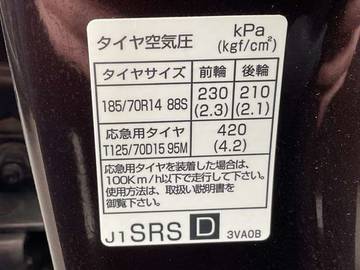 タイヤ空気圧 kPa (kgf/cm²)
タイヤサイズ 前輪 後輪
185/70R14 88S 230 (2.3) 210 (2.1)
応急用タイヤ T125/70D15 95M 420 (4.2)
応急用タイヤを装着した場合は、
100Km/h以下で走行して下さい。
使用方法は、取扱い説明書を
御覧下さい。
J1SRS D 3VA0B